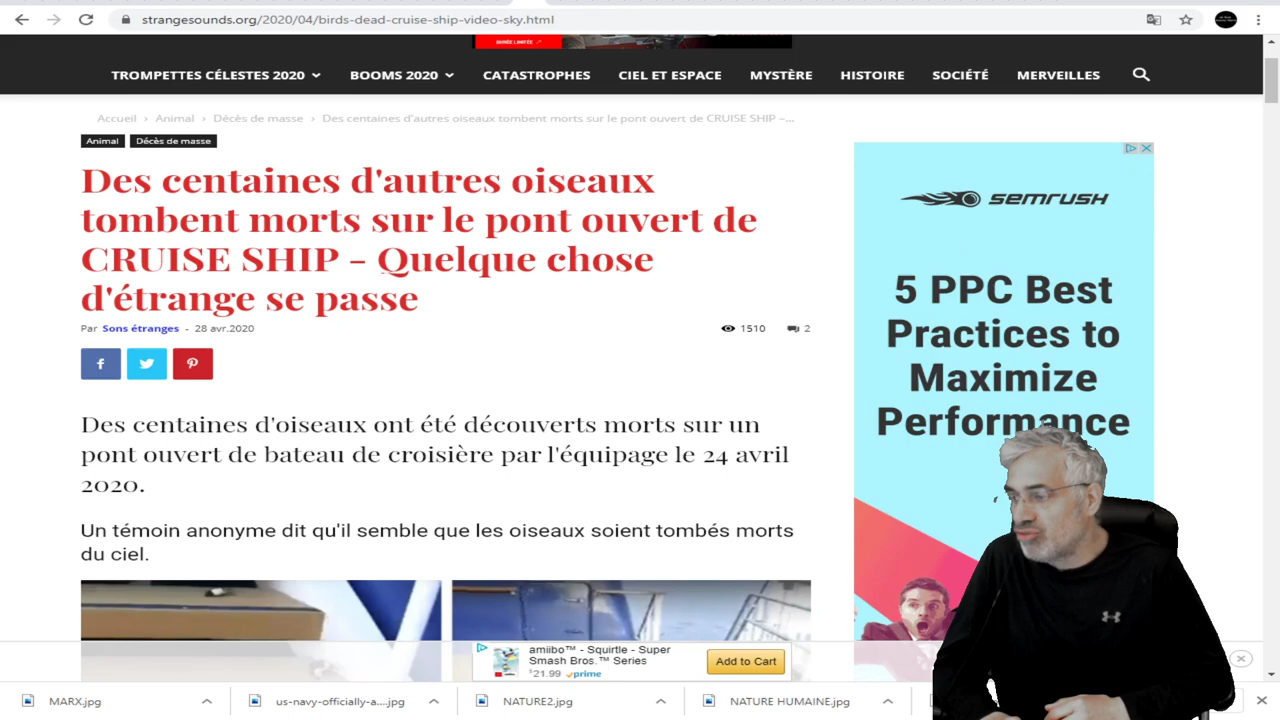 strangesounds.org/2020/04/birds-dead-cruise-ship-video-sky.html
TROMPETTES CÉLESTES 2020
BOOMS 2020
CATASTROPHES
CIEL ET ESPACE
MYSTÈRE
HISTOIRE
SOCIÉTÉ
MERVEILLES
Accueil › Animal › Décès de masse › Des centaines d'autres oiseaux tombent morts sur le pont ouvert de CRUISE SHIP –...
Animal
Décès de masse
Des centaines d'autres oiseaux
tombent morts sur le pont ouvert de
CRUISE SHIP - Quelque chose
d'étrange se passe
Par Sons étranges - 28 avr.2020
1510
2
Des centaines d'oiseaux ont été découverts morts sur un
pont ouvert de bateau de croisière par l'équipage le 24 avril
2020.
Un témoin anonyme dit qu'il semble que les oiseaux soient tombés morts
du ciel.
semrush
5 PPC Best
Practices to
Maximize
Performance
amiibo™ - Squirtle - Super
Smash Bros.™ Series
$21.99 prime
Add to Cart
MARX.jpg
us-navy-officially-a....jpg
NATURE2.jpg
NATURE HUMAINE.jpg